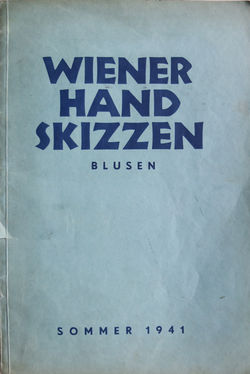 WIENER
HAND
SKIZZEN
BLUSEN
SOMMER 1941